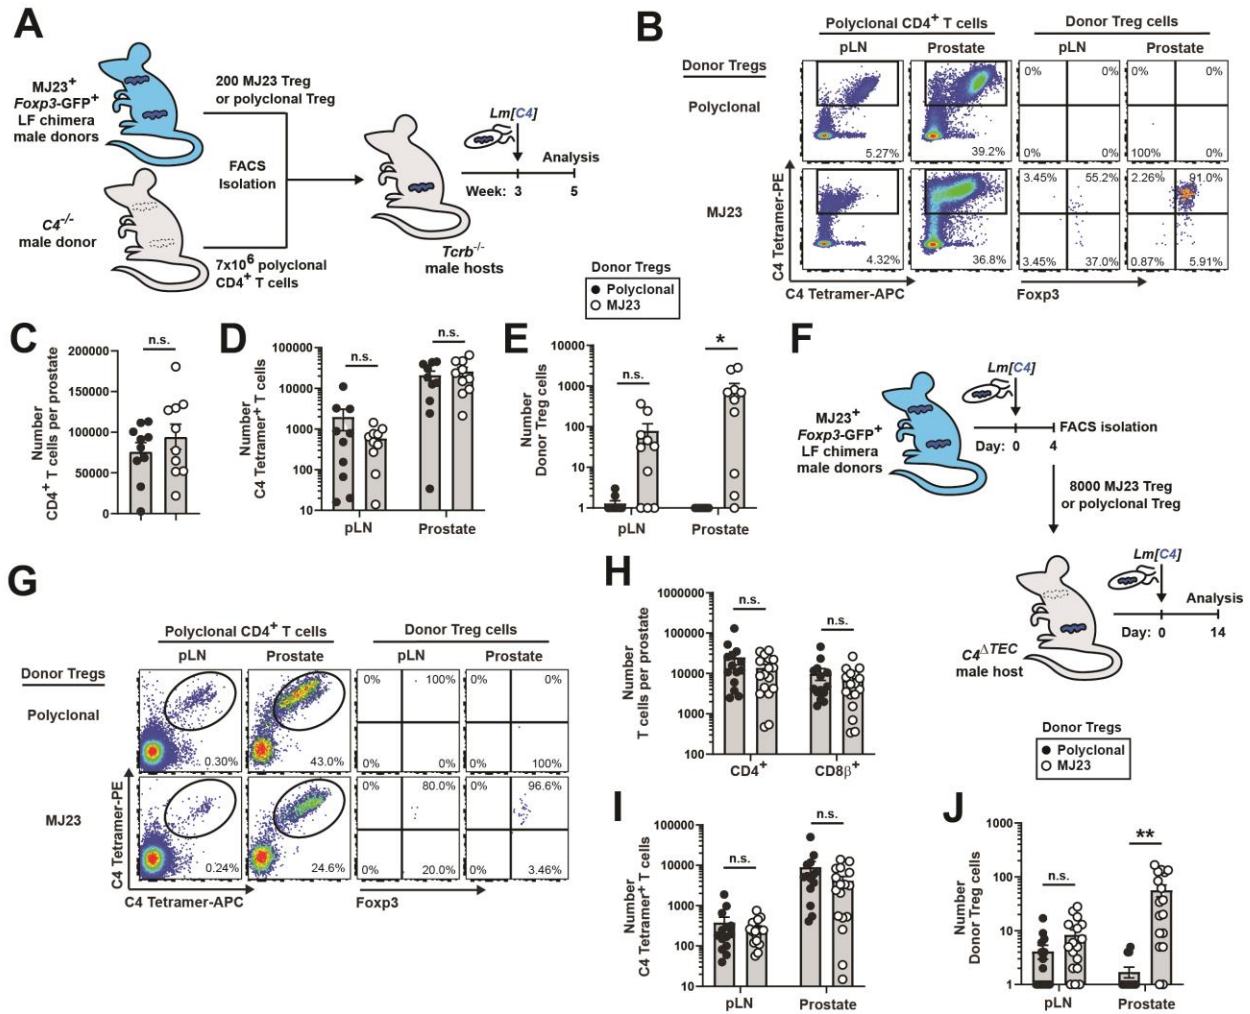 A
MJ23+
Foxp3-GFP+
LF chimera
male donors
200 MJ23 Treg
or polyclonal Treg
FACS
Isolation
C4-/-
male donor
7x10^6 polyclonal
CD4+ T cells
Tcrb-/-
male hosts
Lm[C4]
Analysis
Week: 3 5
Donor Tregs
Polyclonal
MJ23
B
Polyclonal CD4+ T cells Donor Treg cells
pLN Prostate pLN Prostate
Donor Tregs
Polyclonal
5.27% 39.2%
0% 0% 0% 0%
0% 0% 100% 0%
MJ23
4.32% 36.8%
3.45% 55.2% 2.26% 91.0%
3.45% 37.0% 0.87% 5.91%
C4 Tetramer-PE
C4 Tetramer-APC Foxp3
C
Number
CD4+ T cells per prostate
200000
150000
100000
50000
0
n.s.
D
Number
C4 Tetramer+ T cells
100000
10000
1000
100
10
n.s. n.s.
pLN Prostate
E
Number
Donor Treg cells
10000
1000
100
10
1
n.s. *
pLN Prostate
F
MJ23+
Foxp3-GFP+
LF chimera
male donors
Lm[C4]
FACS isolation
Day: 0 4
8000 MJ23 Treg
or polyclonal Treg
Lm[C4]
Analysis
Day: 0 14
C4ΔTEC
male host
Donor Tregs
Polyclonal
MJ23
G
Polyclonal CD4+ T cells Donor Treg cells
pLN Prostate pLN Prostate
Donor Tregs
Polyclonal
0.30% 43.0%
0% 100% 0% 0%
0% 0% 0% 100%
MJ23
0.24% 24.6%
0% 80.0% 0% 96.6%
0% 20.0% 0% 3.46%
C4 Tetramer-PE
C4 Tetramer-APC Foxp3
H
Number
T cells per prostate
1000000
100000
10000
1000
100
n.s. n.s.
CD4+ CD8β+
I
Number
C4 Tetramer+ T cells
100000
10000
1000
100
10
n.s. n.s.
pLN Prostate
J
Number
Donor Treg cells
1000
100
10
1
n.s. **
pLN Prostate